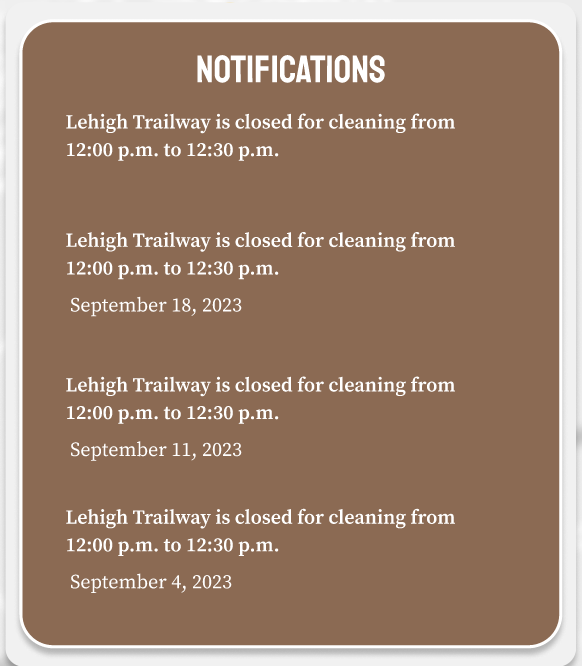 NOTIFICATIONS
Lehigh Trailway is closed for cleaning from
12:00 p.m. to 12:30 p.m.
Lehigh Trailway is closed for cleaning from
12:00 p.m. to 12:30 p.m.
September 18, 2023
Lehigh Trailway is closed for cleaning from
12:00 p.m. to 12:30 p.m.
September 11, 2023
Lehigh Trailway is closed for cleaning from
12:00 p.m. to 12:30 p.m.
September 4, 2023